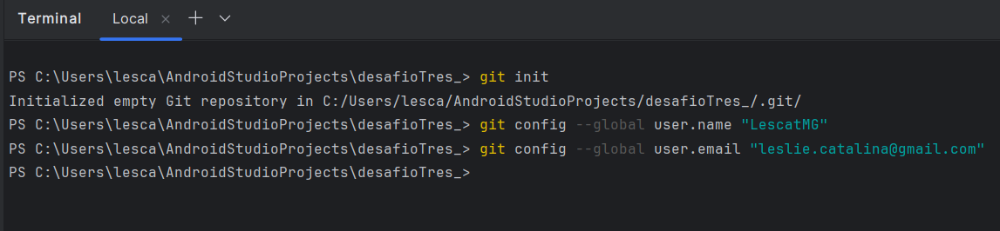 Terminal Local
PS C:\Users\lesca\AndroidStudioProjects\desafioTres_> git init
Initialized empty Git repository in C:/Users/lesca/AndroidStudioProjects/desafioTres_/.git/
PS C:\Users\lesca\AndroidStudioProjects\desafioTres_> git config --global user.name "LescatMG"
PS C:\Users\lesca\AndroidStudioProjects\desafioTres_> git config --global user.email "leslie.catalina@gmail.com"
PS C:\Users\lesca\AndroidStudioProjects\desafioTres_>